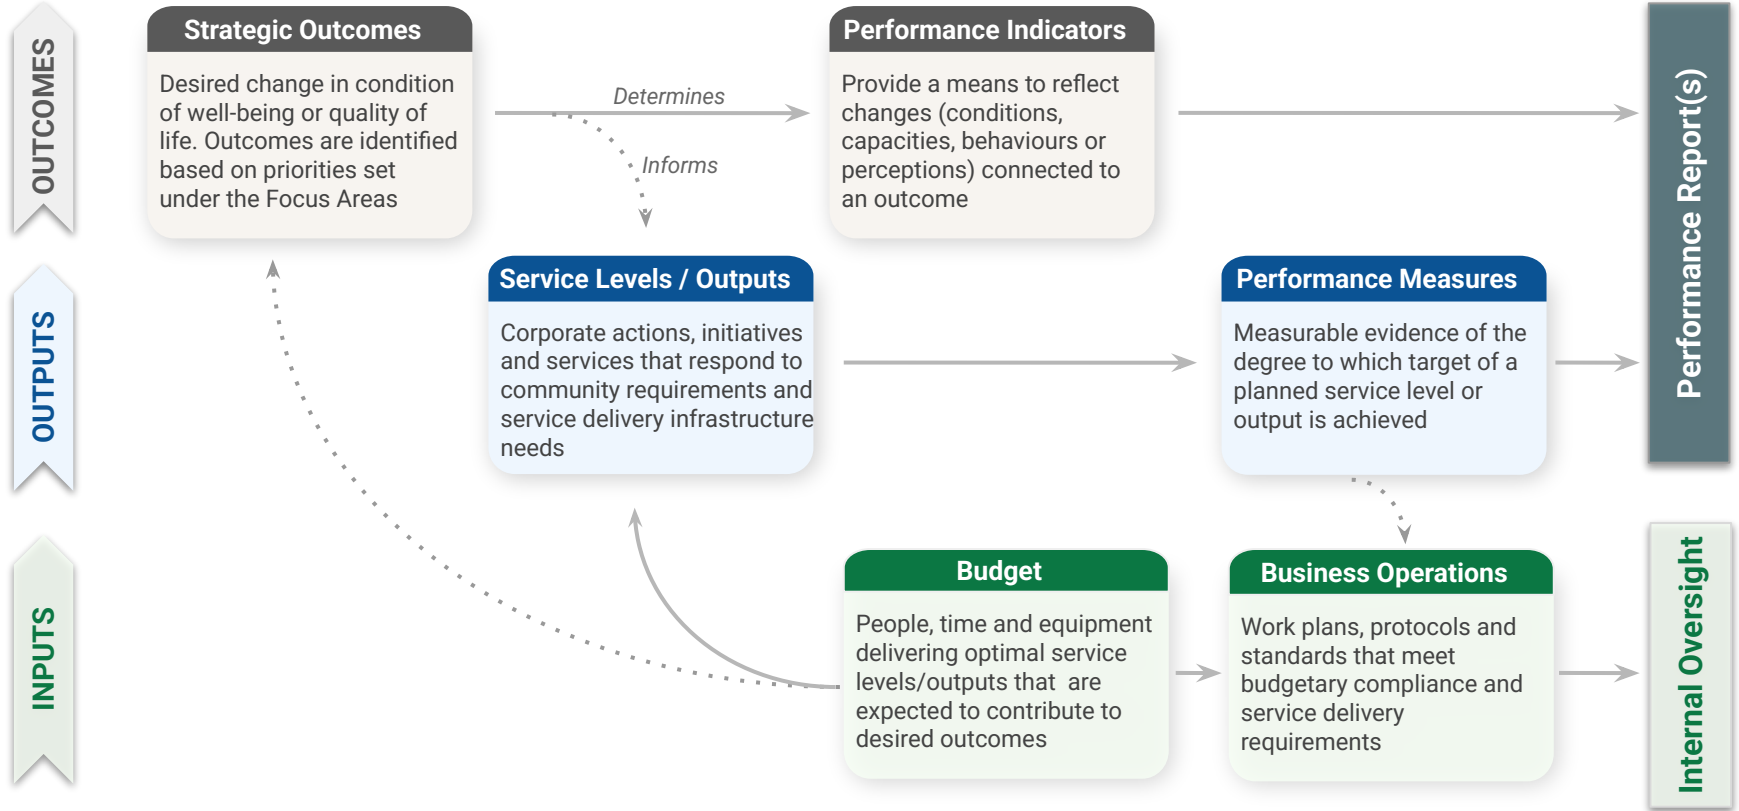 OUTCOMES
Strategic Outcomes
Desired change in condition
of well-being or quality of
life. Outcomes are identified
based on priorities set
under the Focus Areas
Determines
Informs
Performance Indicators
Provide a means to reflect
changes (conditions,
capacities, behaviours or
perceptions) connected to
an outcome
Performance Report(s)
OUTPUTS
Service Levels / Outputs
Corporate actions, initiatives
and services that respond to
community requirements and
service delivery infrastructure
needs
Performance Measures
Measurable evidence of the
degree to which target of a
planned service level or
output is achieved
INPUTS
Budget
People, time and equipment
delivering optimal service
levels/outputs that  are
expected to contribute to
desired outcomes
Business Operations
Work plans, protocols and
standards that meet
budgetary compliance and
service delivery
requirements
Internal Oversight